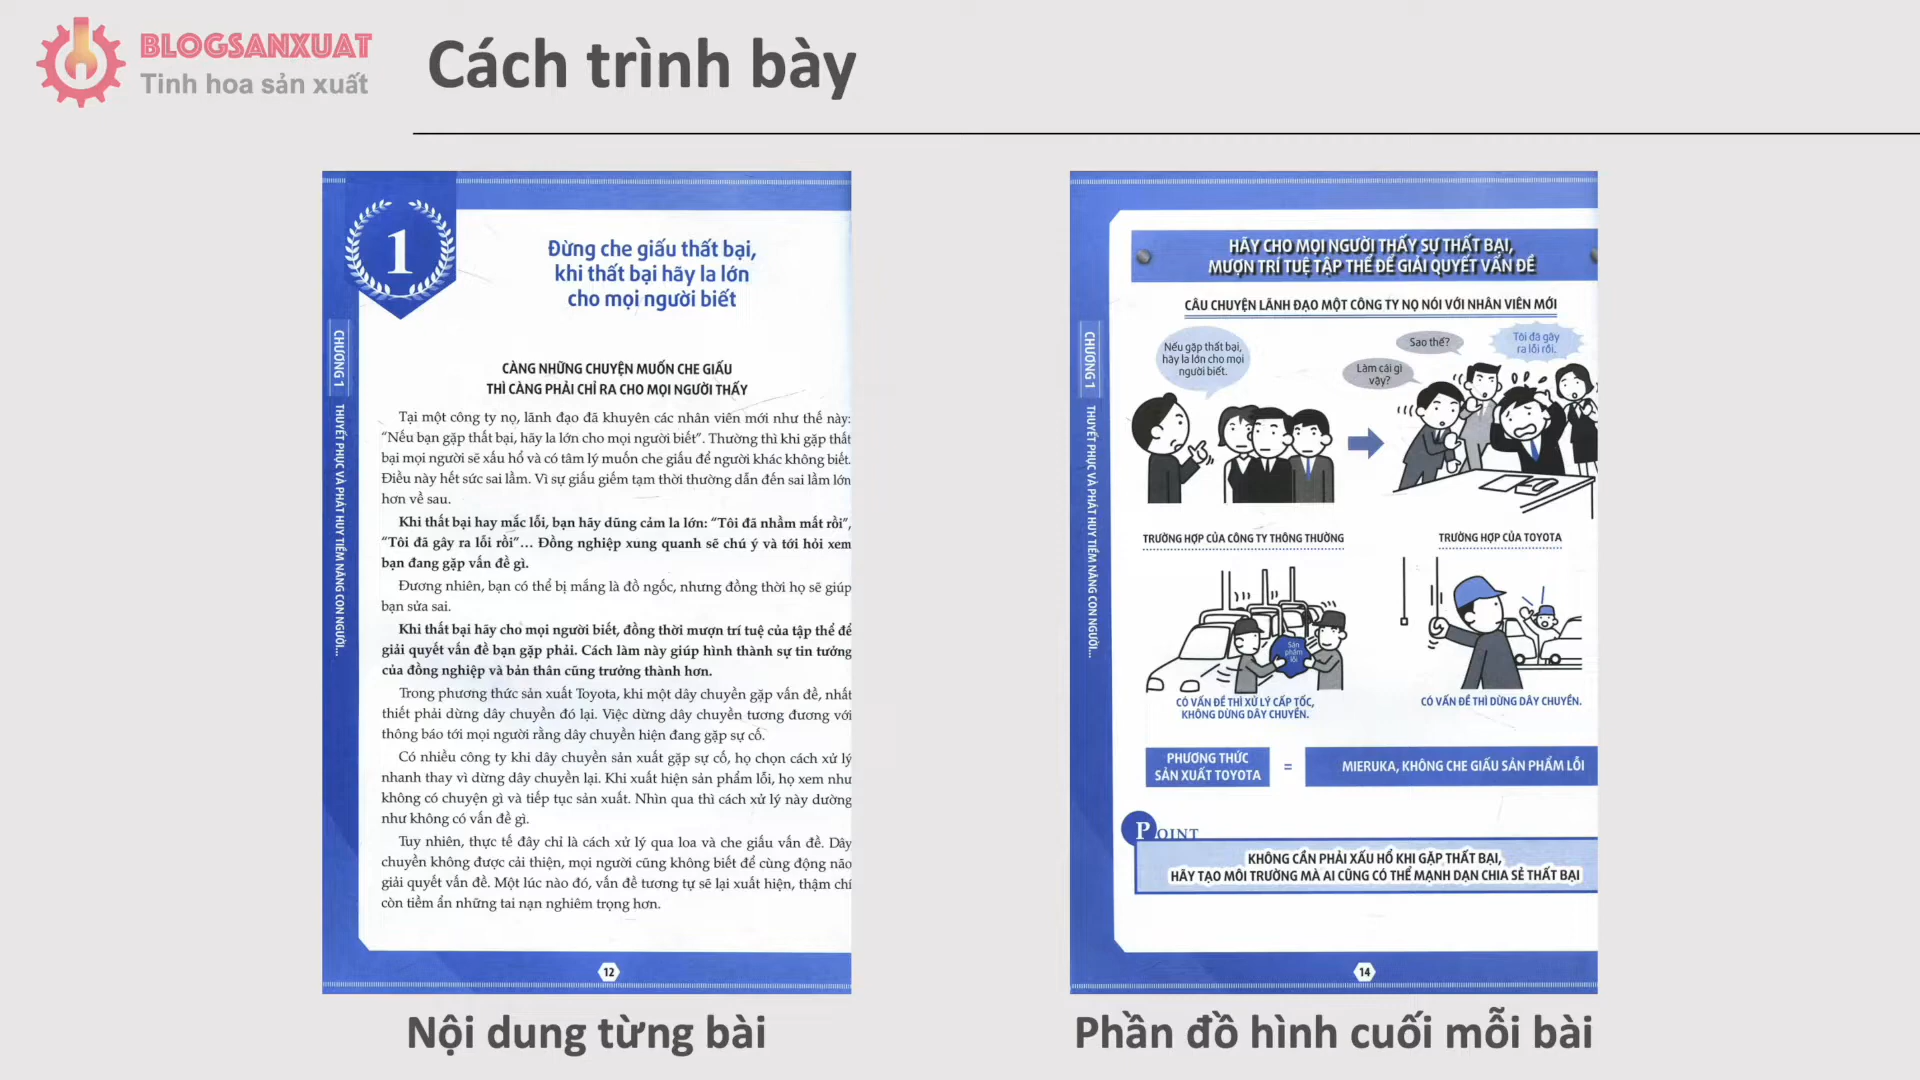 BLOGSANXUAT
Tinh hoa sản xuất
Cách trình bày
1
Đừng che giấu thất bại,
khi thất bại hãy la lớn
cho mọi người biết
CHƯƠNG 1
THUYẾT PHỤC VÀ PHÁT HUY TIỀM NĂNG CON NGƯỜI...
CÀNG NHỮNG CHUYỆN MUỐN CHE GIẤU
THÌ CÀNG PHẢI CHỈ RA CHO MỌI NGƯỜI THẤY
Tại một công ty nọ, lãnh đạo đã khuyên các nhân viên mới như thế này:
“Nếu bạn gặp thất bại, hãy la lớn cho mọi người biết”. Thường thì khi gặp thất
bại mọi người sẽ xấu hổ và có tâm lý muốn che giấu để người khác không biết.
Điều này hết sức sai lầm. Vì sự giấu giếm tạm thời thường dẫn đến sai lầm lớn
hơn về sau.
Khi thất bại hay mắc lỗi, bạn hãy dũng cảm la lớn: “Tôi đã nhầm mất rồi”,
“Tôi đã gây ra lỗi rồi”... Đồng nghiệp xung quanh sẽ chú ý và tới hỏi xem
bạn đang gặp vấn đề gì.
Đương nhiên, bạn có thể bị mắng là đồ ngốc, nhưng đồng thời họ sẽ giúp
bạn sửa sai.
Khi thất bại hãy cho mọi người biết, đồng thời mượn trí tuệ của tập thể để
giải quyết vấn đề bạn gặp phải. Cách làm này giúp hình thành sự tin tưởng
của đồng nghiệp và bản thân cũng trưởng thành hơn.
Trong phương thức sản xuất Toyota, khi một dây chuyền gặp vấn đề, nhất
thiết phải dừng dây chuyền đó lại. Việc dừng dây chuyền tương đương với
thông báo tới mọi người rằng dây chuyền hiện đang gặp sự cố.
Có nhiều công ty khi dây chuyền sản xuất gặp sự cố, họ chọn cách xử lý
nhanh thay vì dừng dây chuyền lại. Khi xuất hiện sản phẩm lỗi, họ xem như
không có chuyện gì và tiếp tục sản xuất. Nhìn qua thì cách xử lý này dường
như không có vấn đề gì.
Tuy nhiên, thực tế đây chỉ là cách xử lý qua loa và che giấu vấn đề. Dây
chuyền không được cải thiện, mọi người cũng không biết để cùng động não
giải quyết vấn đề. Một lúc nào đó, vấn đề tương tự sẽ lại xuất hiện, thậm chí
còn tiềm ẩn những tai nạn nghiêm trọng hơn.
12
Nội dung từng bài
HÃY CHO MỌI NGƯỜI THẤY SỰ THẤT BẠI,
MƯỢN TRÍ TUỆ TẬP THỂ ĐỂ GIẢI QUYẾT VẤN ĐỀ
CHƯƠNG 1
THUYẾT PHỤC VÀ PHÁT HUY TIỀM NĂNG CON NGƯỜI...
CÂU CHUYỆN LÃNH ĐẠO MỘT CÔNG TY NỌ NÓI VỚI NHÂN VIÊN MỚI
Nếu gặp thất bại,
hãy la lớn cho mọi
người biết.
Sao thế?
Làm cái gì
vậy?
Tôi đã gây
ra lỗi rồi.
TRƯỜNG HỢP CỦA CÔNG TY THÔNG THƯỜNG
TRƯỜNG HỢP CỦA TOYOTA
Sản
phẩm
lỗi
CÓ VẤN ĐỀ THÌ XỬ LÝ CẤP TỐC,
KHÔNG DỪNG DÂY CHUYỀN.
CÓ VẤN ĐỀ THÌ DỪNG DÂY CHUYỀN.
PHƯƠNG THỨC
SẢN XUẤT TOYOTA
=
MIERUKA, KHÔNG CHE GIẤU SẢN PHẨM LỖI
POINT
KHÔNG CẦN PHẢI XẤU HỔ KHI GẶP THẤT BẠI,
HÃY TẠO MÔI TRƯỜNG MÀ AI CŨNG CÓ THỂ MẠNH DẠN CHIA SẺ THẤT BẠI
14
Phần đồ hình cuối mỗi bài